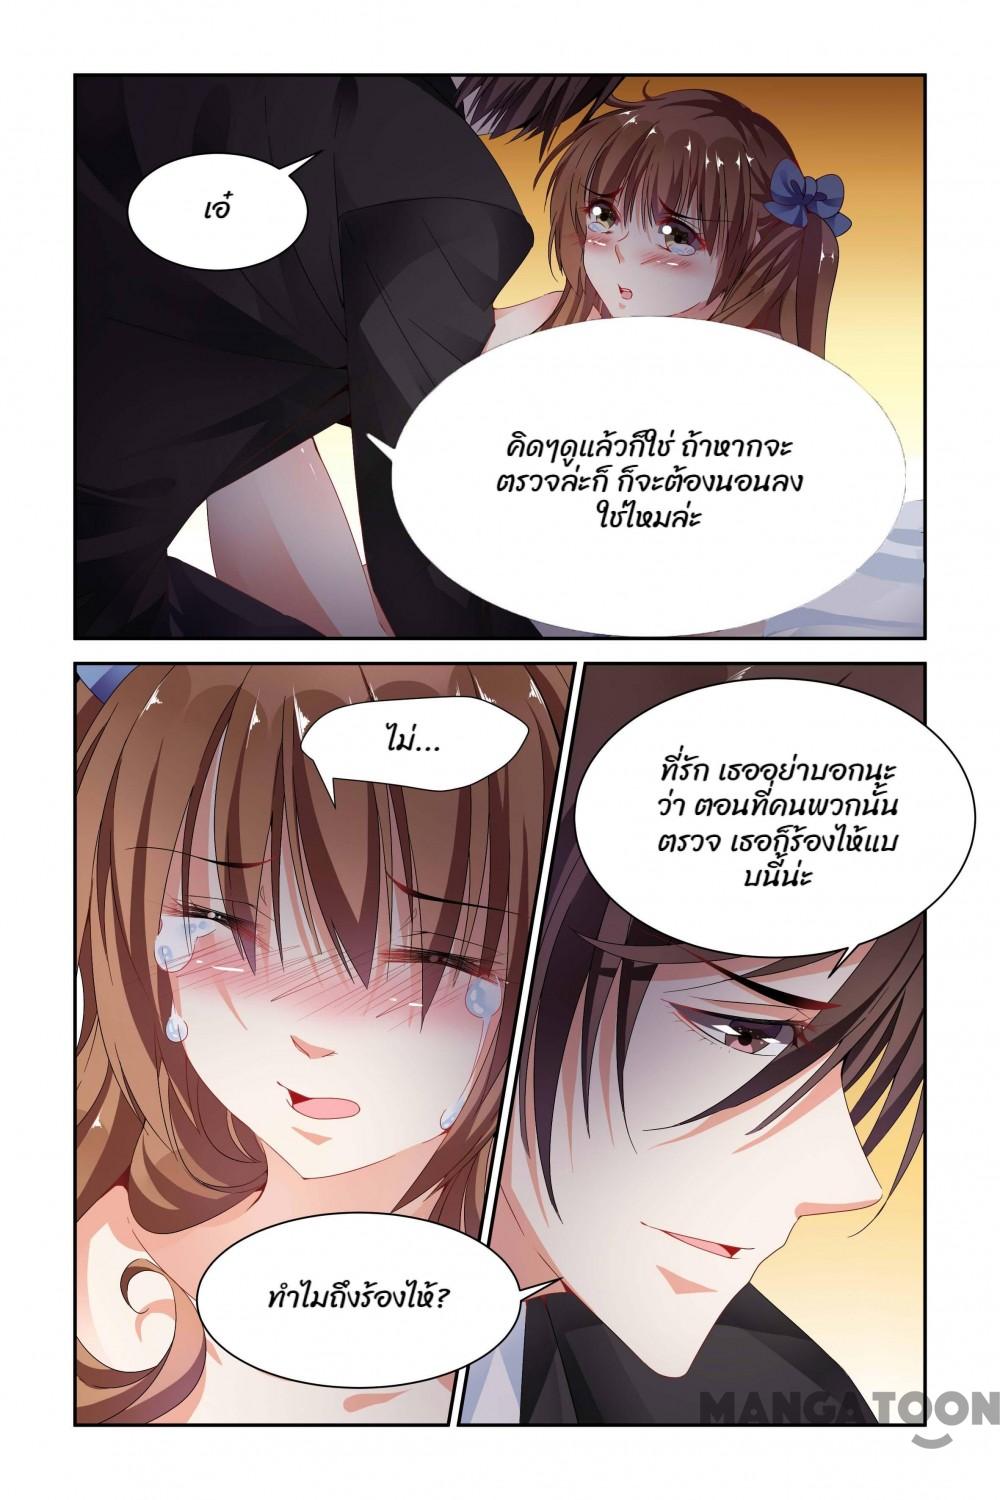 เอ๋
คิดๆดูแล้วก็ใช่ ถ้าหากจะ
ตรวจล่ะก็ ก็จะต้องนอนลง
ใช่ไหมล่ะ
ไม่...
ที่รัก เธออย่าบอกนะ
ว่า ตอนที่คนพวกนั้น
ตรวจ เธอก็ร้องไห้แบ
บนี้น่ะ
ทำไมถึงร้องไห้?
MANGATOON